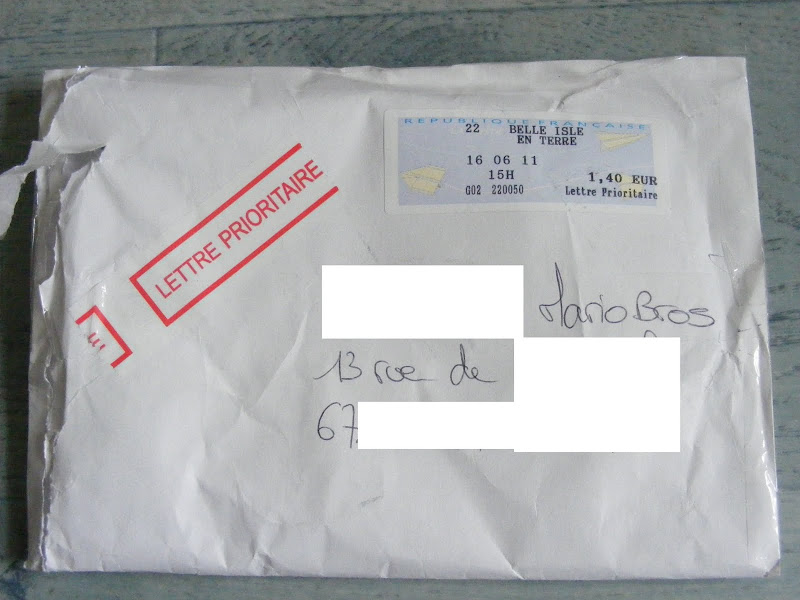 REPUBLIQUE FRANÇAISE
22 BELLE ISLE
EN TERRE
16 06 11
15H
1,40 EUR
G02 220050
Lettre Prioritaire
LETTRE PRIORITAIRE
Mario Bros
13 rue de
67